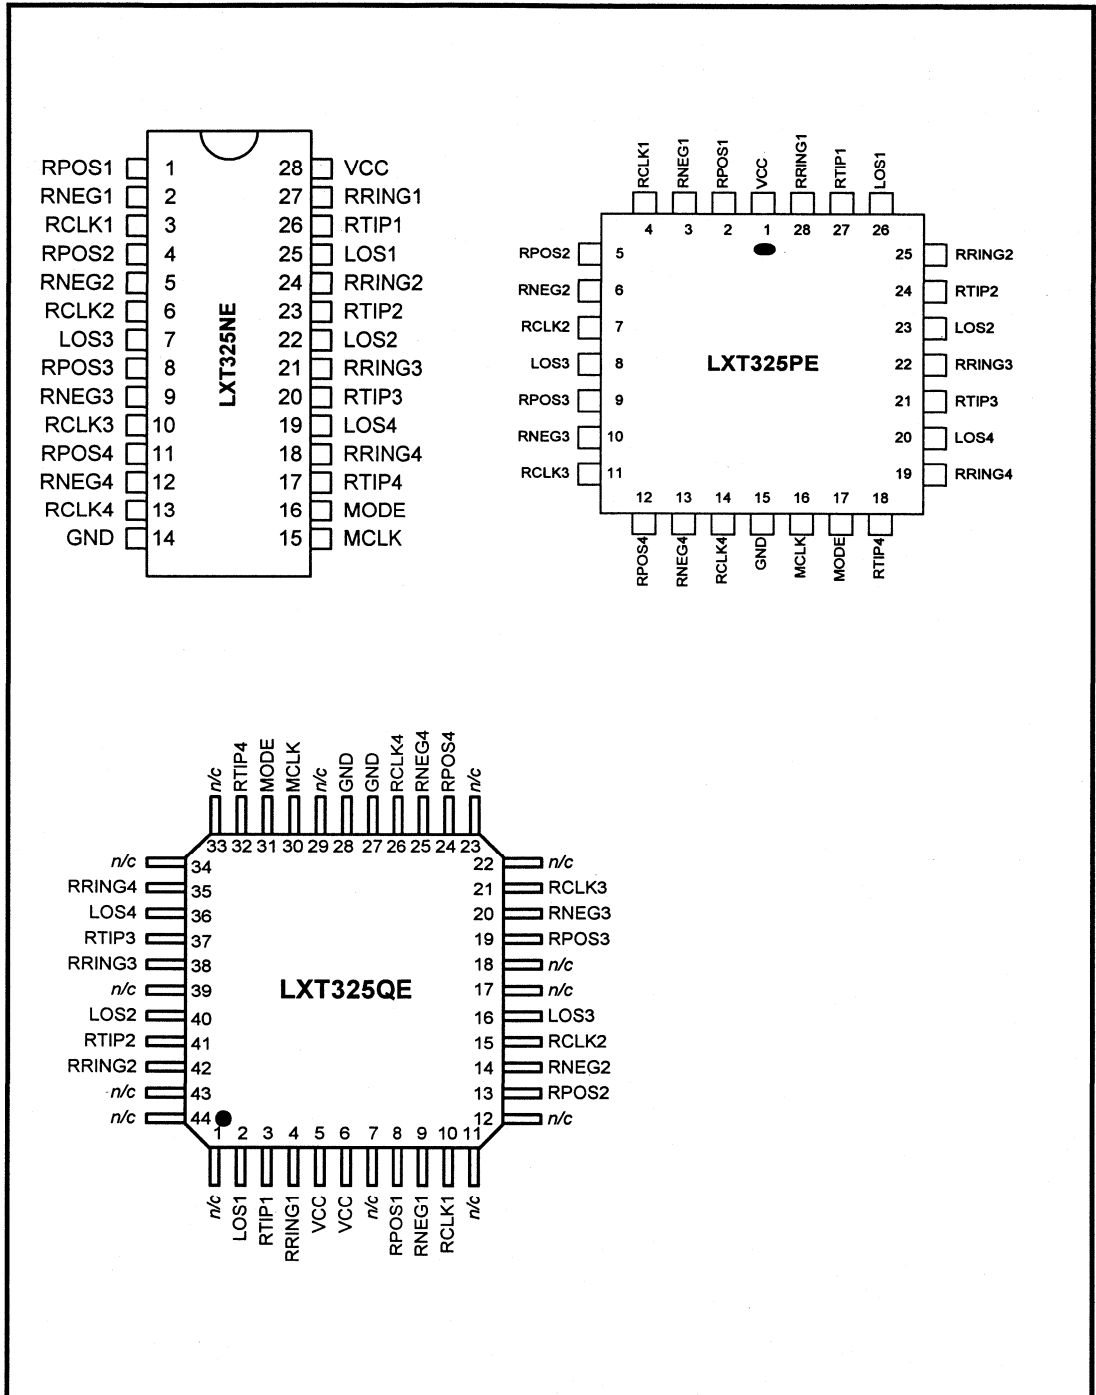 RPOS1 1 28 VCC
RNEG1 2 27 RRING1
RCLK1 3 26 RTIP1
RPOS2 4 25 LOS1
RNEG2 5 24 RRING2
RCLK2 6 23 RTIP2
LOS3 7 22 LOS2
RPOS3 8 21 RRING3
RNEG3 9 20 RTIP3
RCLK3 10 19 LOS4
RPOS4 11 18 RRING4
RNEG4 12 17 RTIP4
RCLK4 13 16 MODE
GND 14 15 MCLK
LXT325NE
RCLK1 RNEG1 RPOS1 VCC RRING1 RTIP1 LOS1
4 3 2 1 28 27 26
RPOS2 5 25 RRING2
RNEG2 6 24 RTIP2
RCLK2 7 23 LOS2
LOS3 8 22 RRING3
LXT325PE
RPOS3 9 21 RTIP3
RNEG3 10 20 LOS4
RCLK3 11 19 RRING4
12 13 14 15 16 17 18
RPOS4 RNEG4 RCLK4 GND MCLK MODE RTIP4
n/c RTIP4 MODE MCLK n/c GND GND RCLK4 RNEG4 RPOS4 n/c
33 32 31 30 29 28 27 26 25 24 23
n/c 34 22 n/c
RRING4 35 21 RCLK3
LOS4 36 20 RNEG3
RTIP3 37 19 RPOS3
RRING3 38 18 n/c
n/c 39 17 n/c
LXT325QE
LOS2 40 16 LOS3
RTIP2 41 15 RCLK2
RRING2 42 14 RNEG2
n/c 43 13 RPOS2
n/c 44 12 n/c
1 2 3 4 5 6 7 8 9 10 11
n/c LOS1 RTIP1 RRING1 VCC VCC n/c RPOS1 RNEG1 RCLK1 n/c